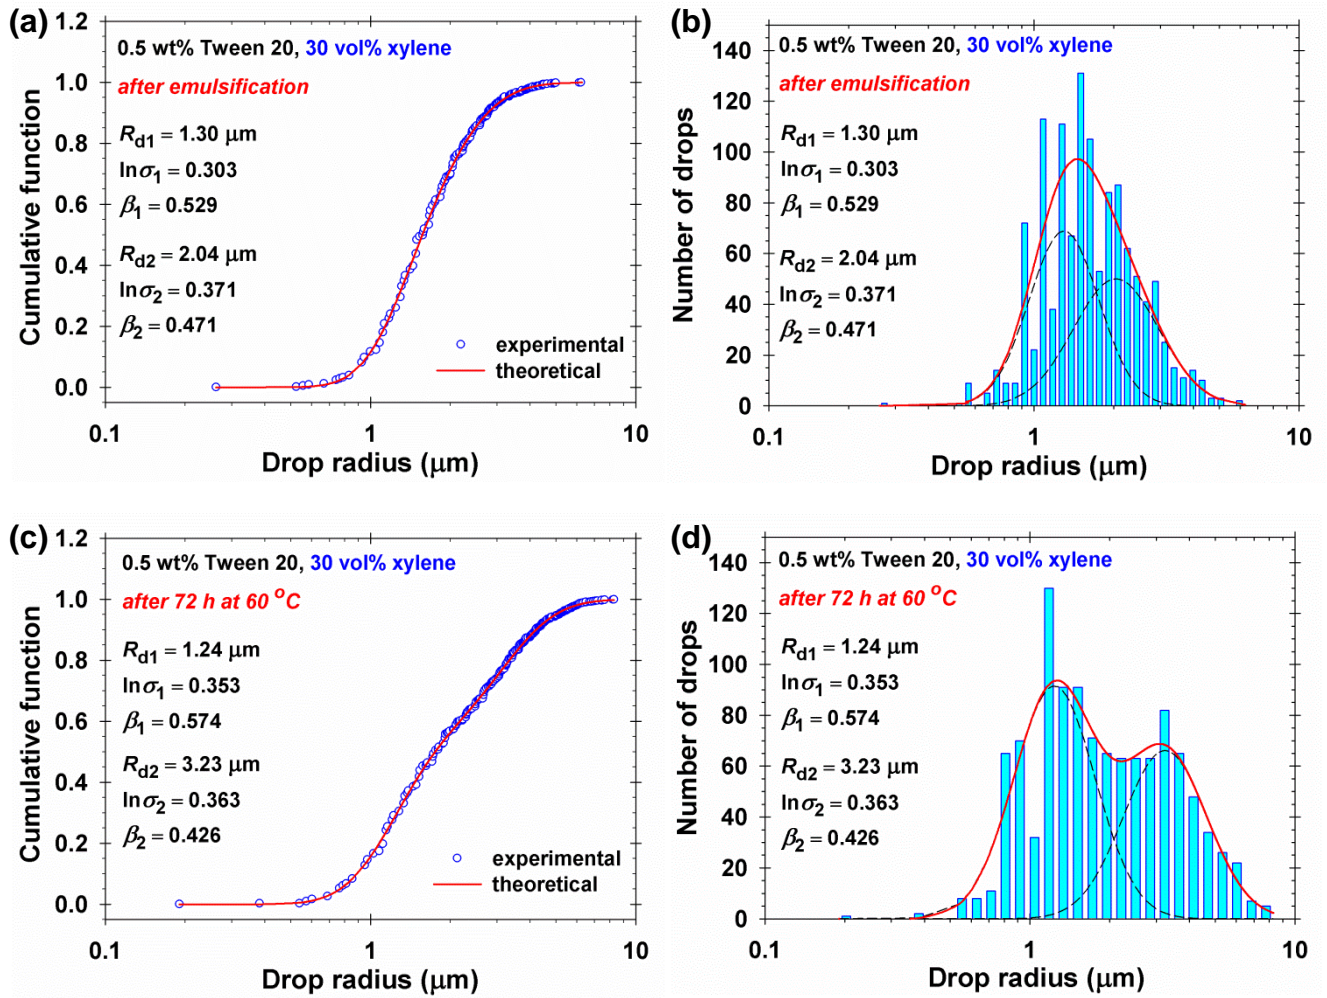 (a)
1.2
1.0
0.8
0.6
0.4
0.2
0.0
Cumulative function
0.5 wt% Tween 20, 30 vol% xylene
after emulsification
Rd1 = 1.30 μm
lnσ1 = 0.303
β1 = 0.529
Rd2 = 2.04 μm
lnσ2 = 0.371
β2 = 0.471
experimental
theoretical
0.1 1 10
Drop radius (μm)
(b)
140
120
100
80
60
40
20
0
Number of drops
0.5 wt% Tween 20, 30 vol% xylene
after emulsification
Rd1 = 1.30 μm
lnσ1 = 0.303
β1 = 0.529
Rd2 = 2.04 μm
lnσ2 = 0.371
β2 = 0.471
0.1 1 10
Drop radius (μm)
(c)
1.2
1.0
0.8
0.6
0.4
0.2
0.0
Cumulative function
0.5 wt% Tween 20, 30 vol% xylene
after 72 h at 60 °C
Rd1 = 1.24 μm
lnσ1 = 0.353
β1 = 0.574
Rd2 = 3.23 μm
lnσ2 = 0.363
β2 = 0.426
experimental
theoretical
0.1 1 10
Drop radius (μm)
(d)
140
120
100
80
60
40
20
0
Number of drops
0.5 wt% Tween 20, 30 vol% xylene
after 72 h at 60 °C
Rd1 = 1.24 μm
lnσ1 = 0.353
β1 = 0.574
Rd2 = 3.23 μm
lnσ2 = 0.363
β2 = 0.426
0.1 1 10
Drop radius (μm)